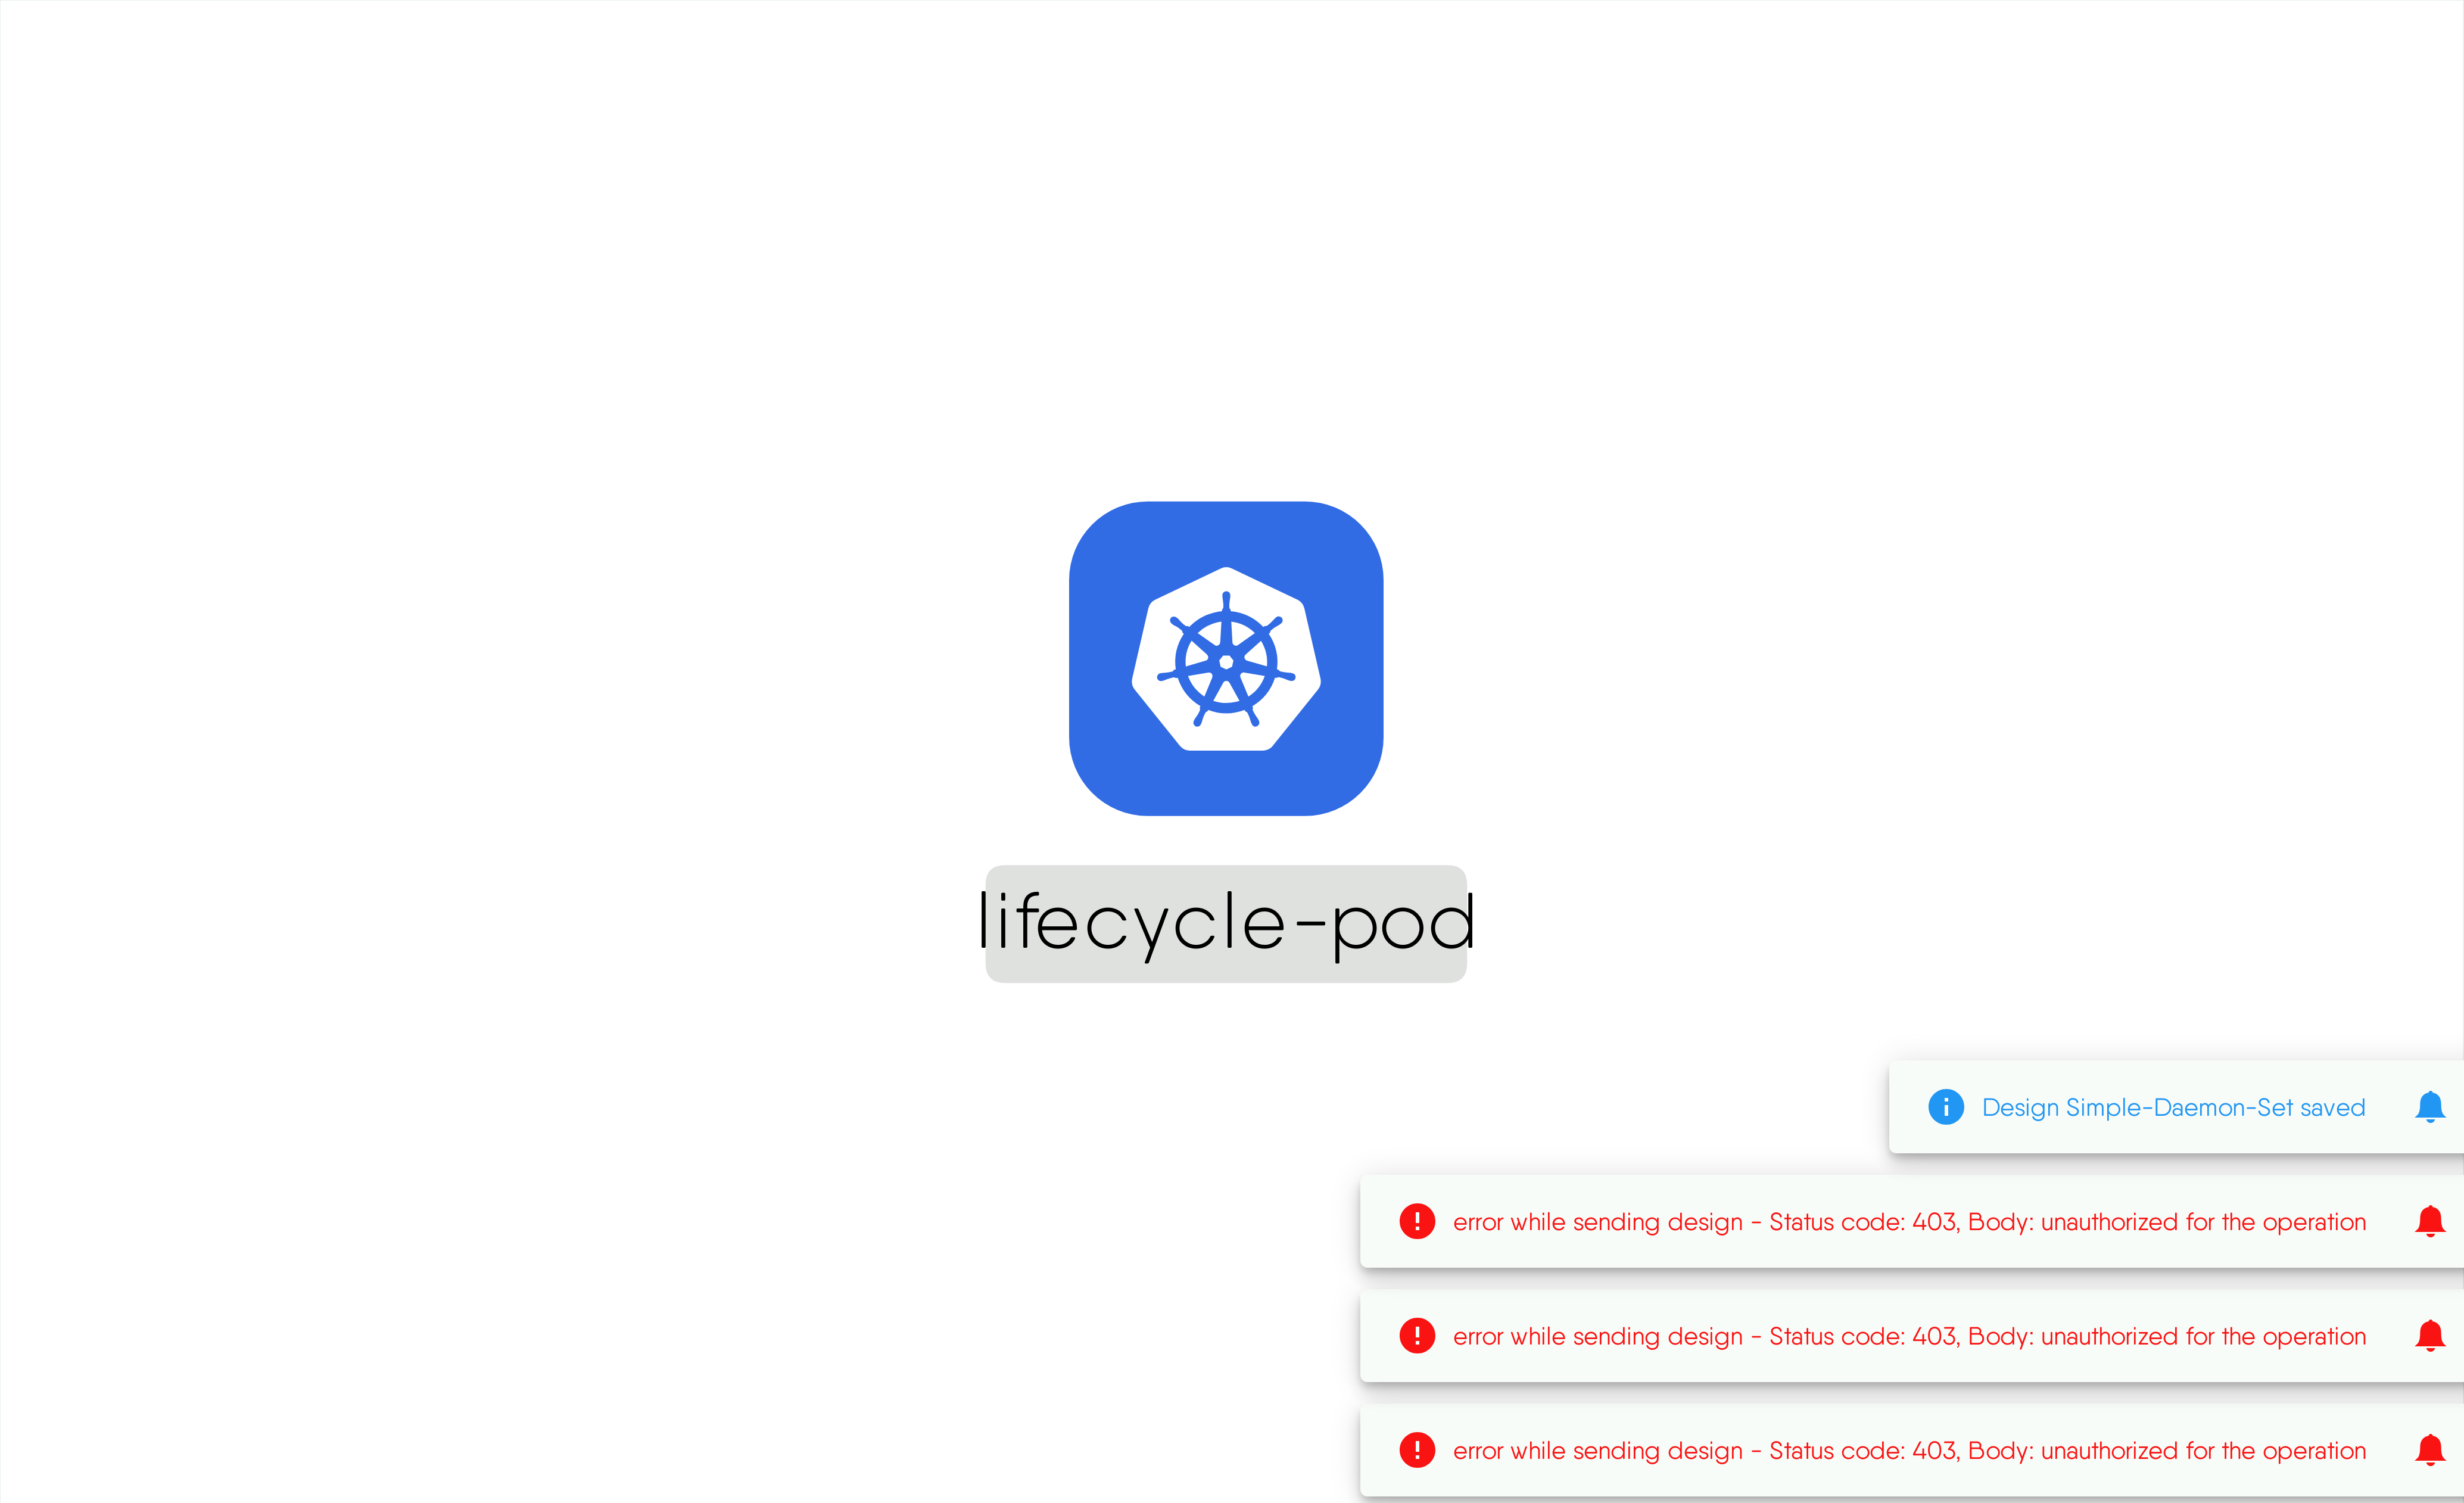 lifecycle-pod
Design Simple-Daemon-Set saved
error while sending design - Status code: 403, Body: unauthorized for the operation
error while sending design - Status code: 403, Body: unauthorized for the operation
error while sending design - Status code: 403, Body: unauthorized for the operation